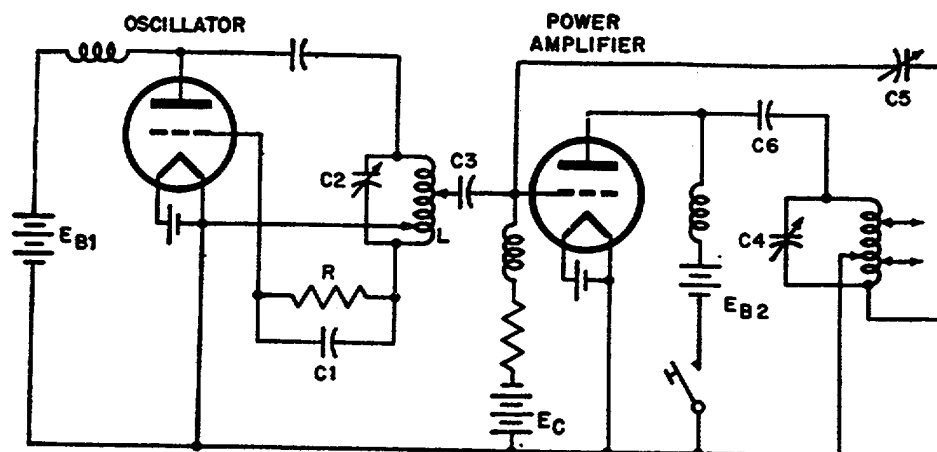 OSCILLATOR
POWER
AMPLIFIER
C5
C6
C2
C3
L
C4
EB1
R
EB2
C1
EC